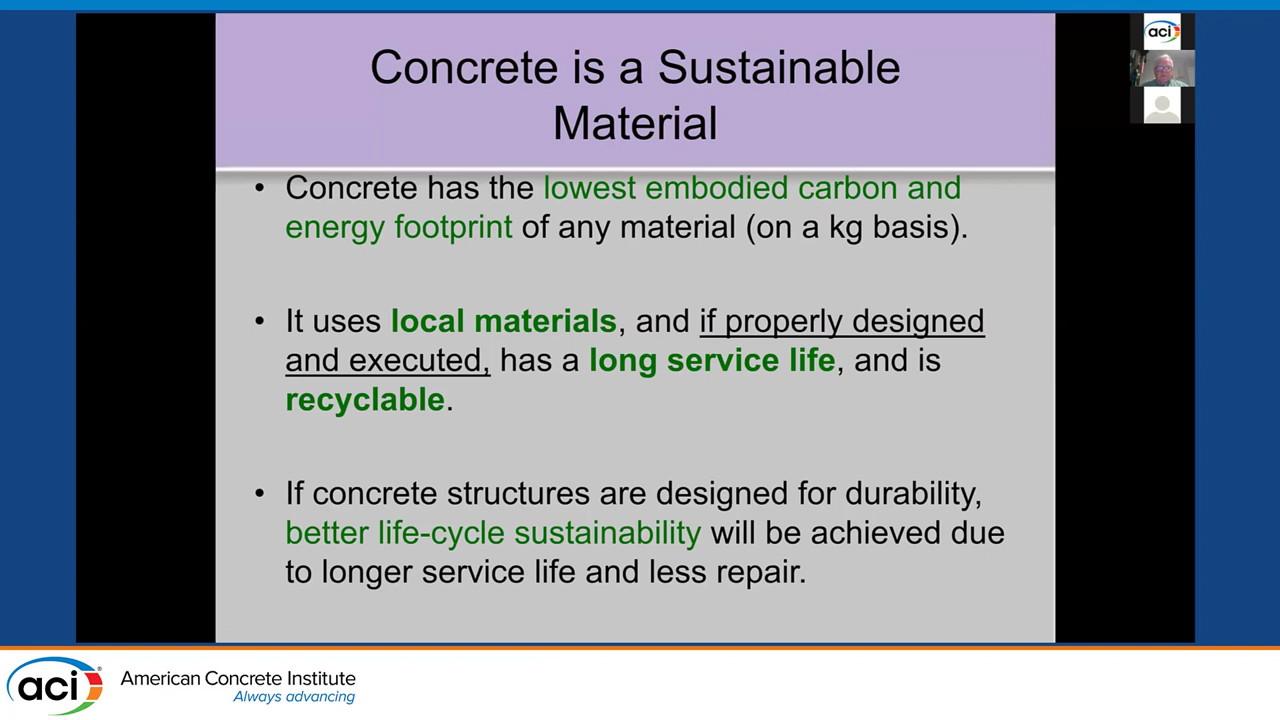 Concrete is a Sustainable
Material
• Concrete has the lowest embodied carbon and
energy footprint of any material (on a kg basis).
• It uses local materials, and if properly designed
and executed, has a long service life, and is
recyclable.
• If concrete structures are designed for durability,
better life-cycle sustainability will be achieved due
to longer service life and less repair.
aci
aci®
American Concrete Institute
Always advancing